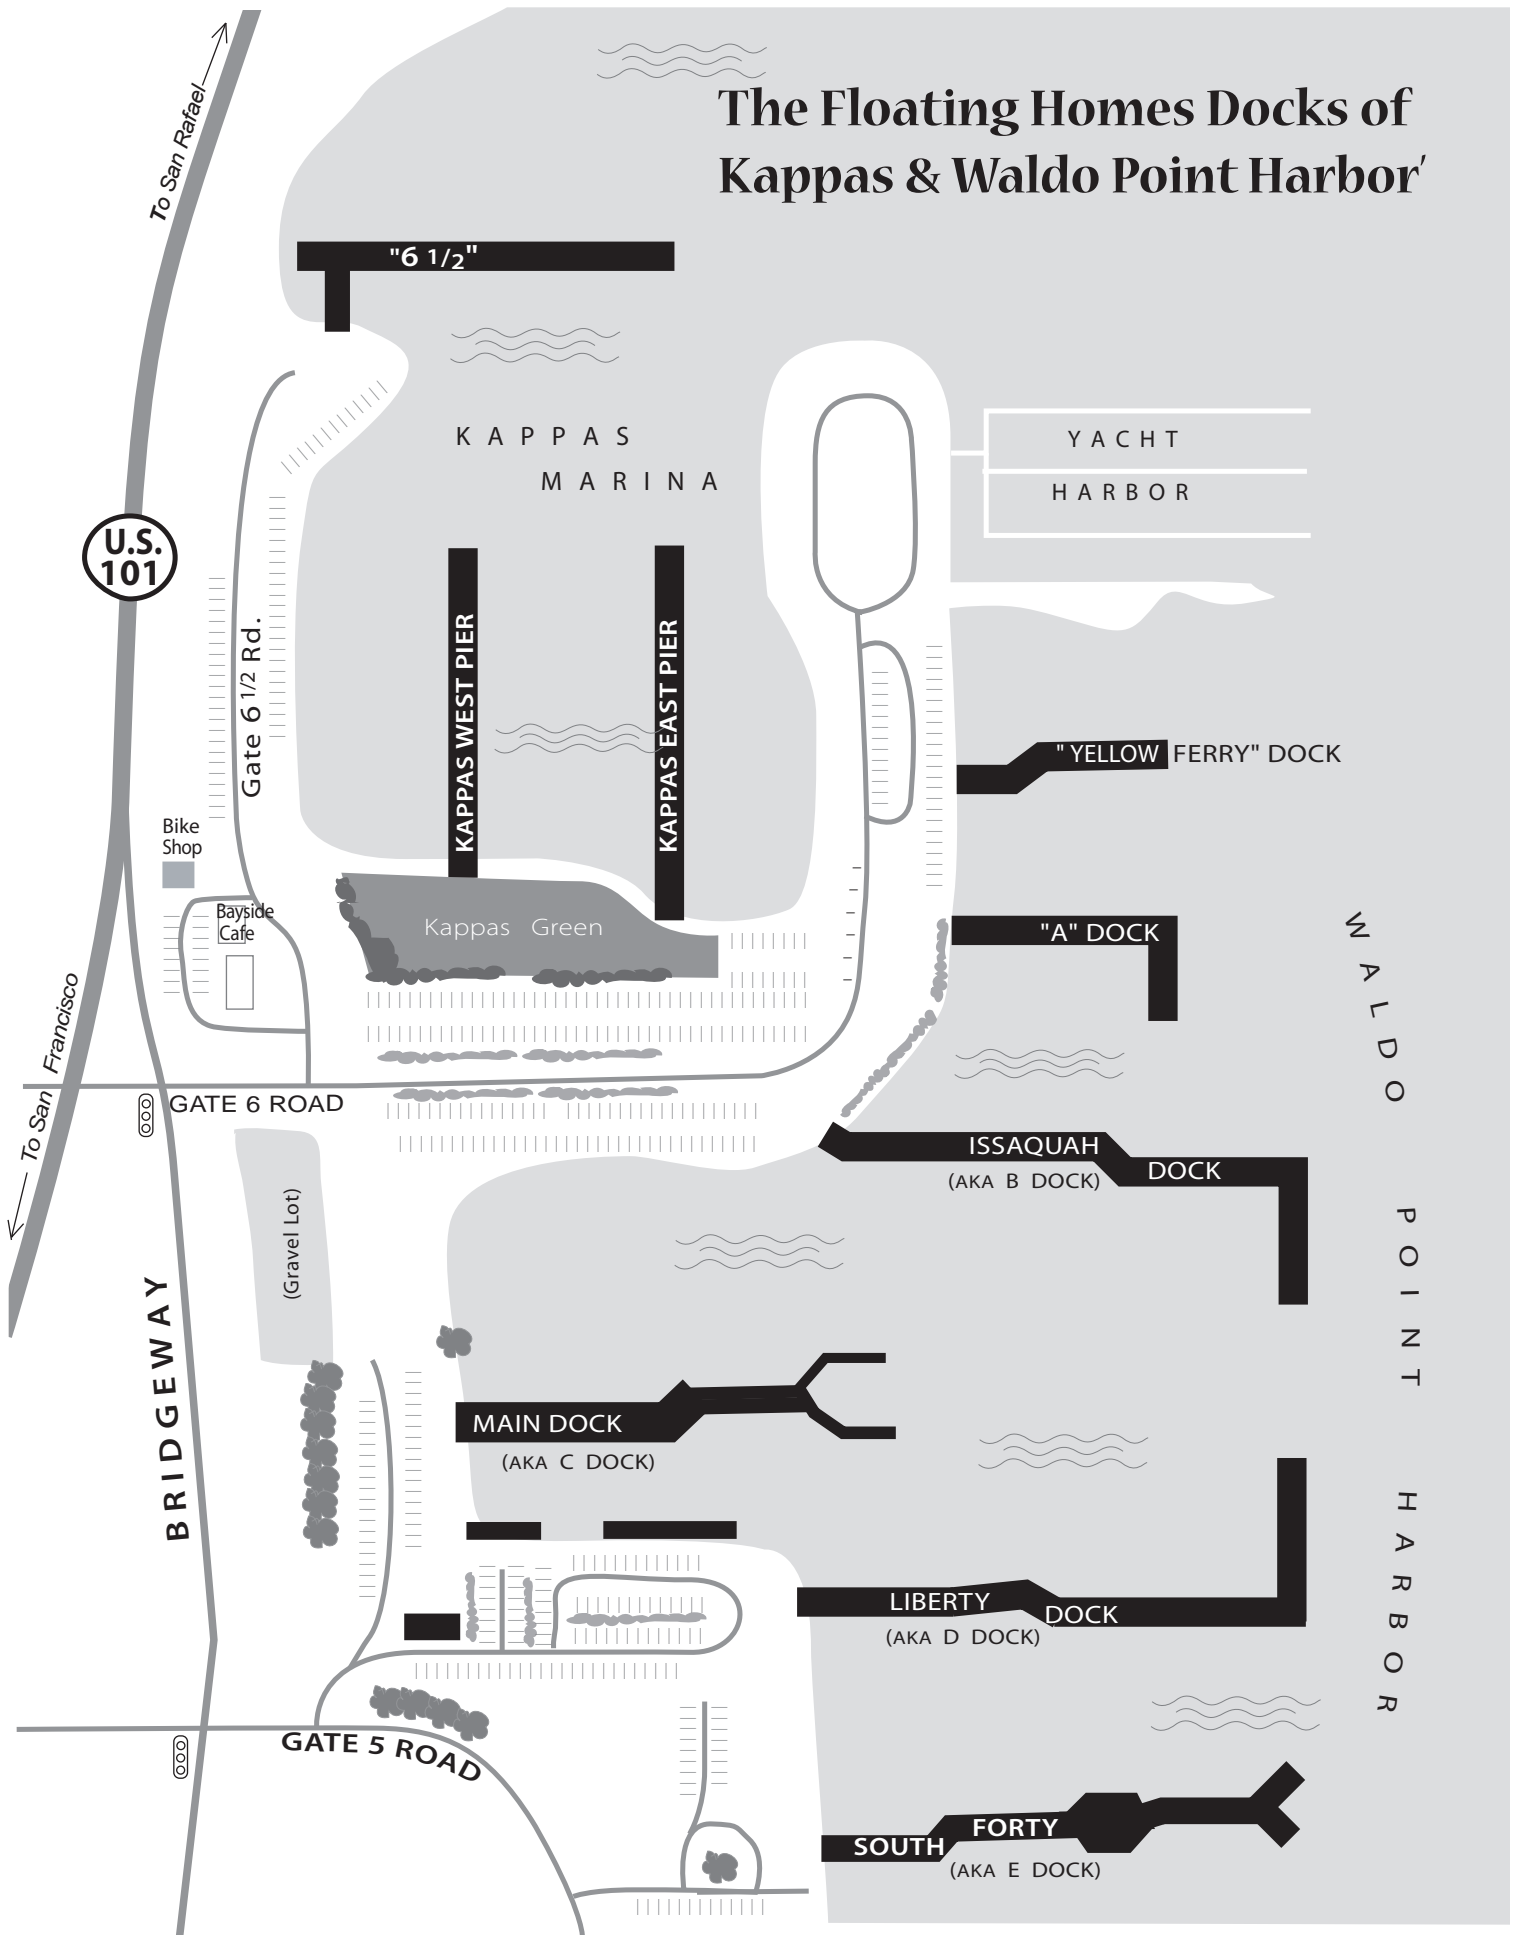 The Floating Homes Docks of
Kappas & Waldo Point Harbor'
To San Rafael
"6 1/2"
KAPPAS
MARINA
YACHT
HARBOR
U.S.
101
Gate 6 1/2 Rd.
KAPPAS WEST PIER
KAPPAS EAST PIER
"YELLOW FERRY" DOCK
Bike
Shop
Bayside
Cafe
Kappas Green
"A" DOCK
To San Francisco
GATE 6 ROAD
ISSAQUAH DOCK
(AKA B DOCK)
(Gravel Lot)
WALDO POINT HARBOR
BRIDGEWAY
MAIN DOCK
(AKA C DOCK)
LIBERTY DOCK
(AKA D DOCK)
GATE 5 ROAD
SOUTH FORTY
(AKA E DOCK)